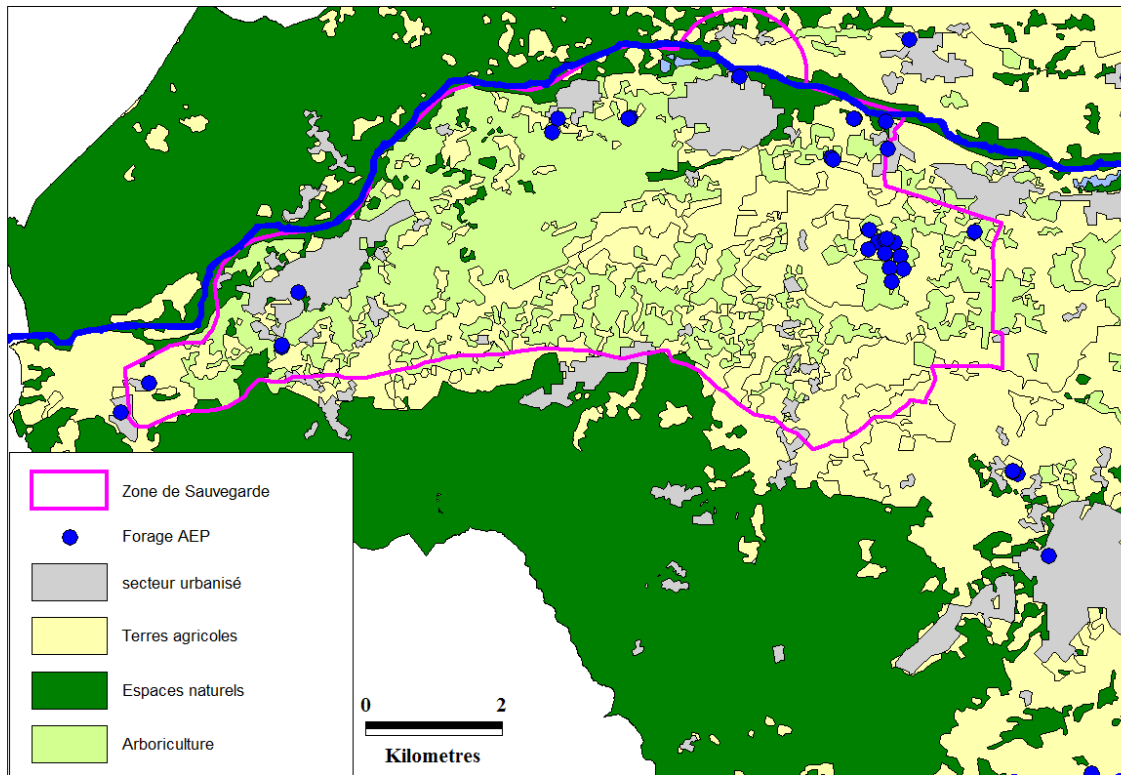 Zone de Sauvegarde
Forage AEP
secteur urbanisé
Terres agricoles
Espaces naturels
Arboriculture
0 2
Kilometres